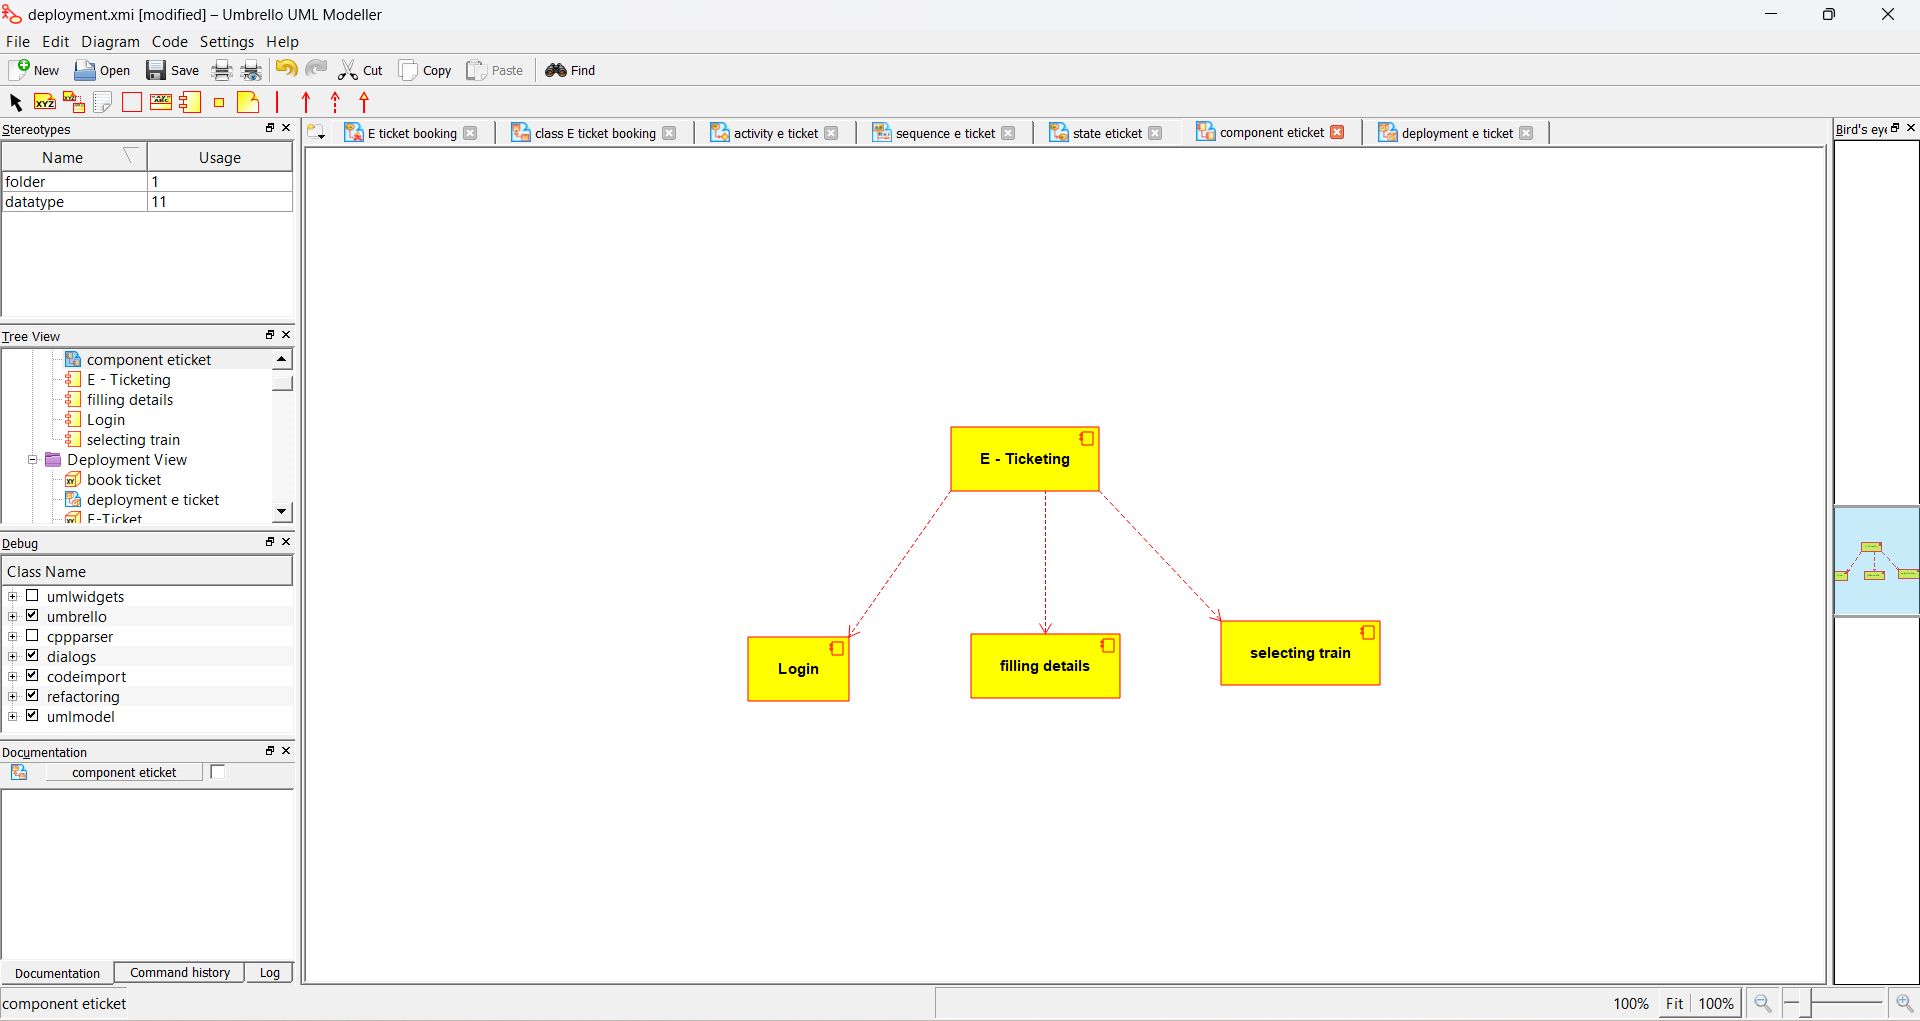 deployment.xmi [modified] – Umbrello UML Modeller
File Edit Diagram Code Settings Help
New Open Save Cut Copy Paste Find
XYZ XYZ ABC
Stereotypes
Name Usage
folder 1
datatype 11
Tree View
component eticket
E - Ticketing
filling details
Login
selecting train
Deployment View
book ticket
deployment e ticket
E-Ticket
Debug
Class Name
umlwidgets
umbrello
cppparser
dialogs
codeimport
refactoring
umlmodel
Documentation
component eticket
Documentation Command history Log
component eticket
E ticket booking class E ticket booking activity e ticket sequence e ticket state eticket component eticket deployment e ticket
E - Ticketing
Login
filling details
selecting train
Bird's eye
100% Fit 100%